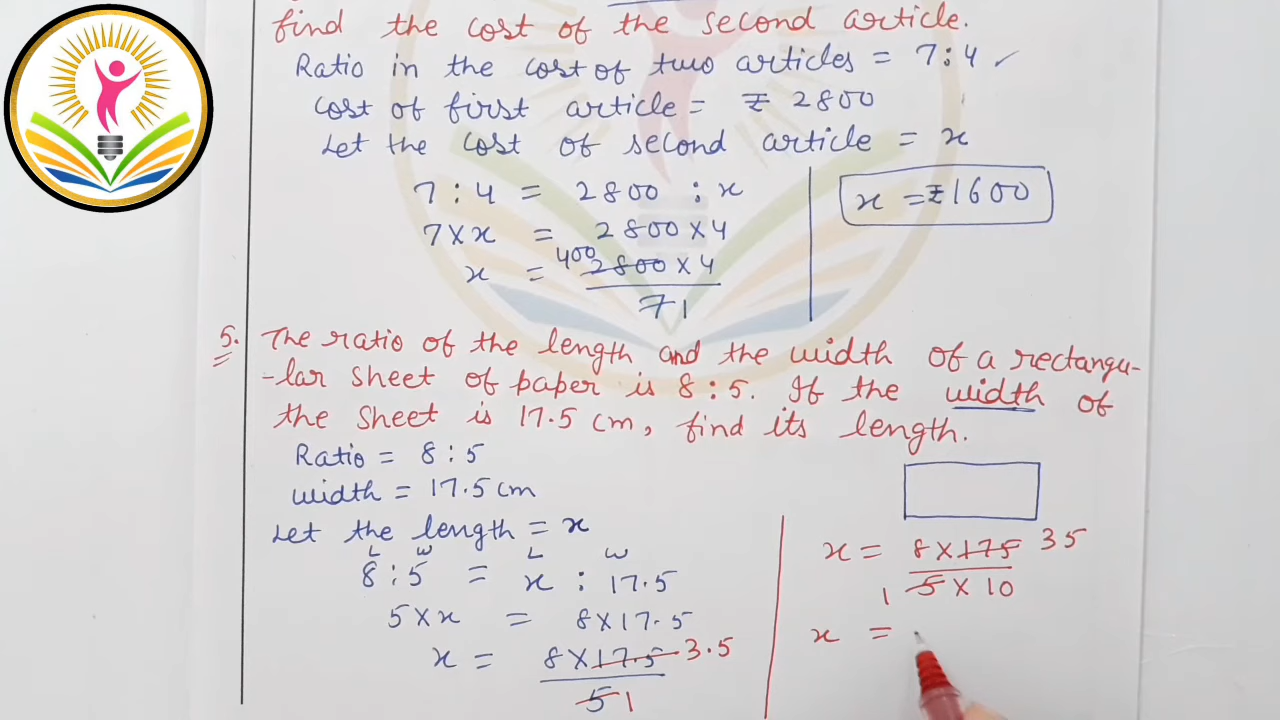 find the cost of the second article.
Ratio in the cost of two articles = 7:4 ✓
cost of first article = ₹ 2800
Let the cost of second article = x
7 : 4 = 2800 : x
7 × x = 2800 × 4
x = 400 2800 × 4
7 1
x = ₹1600
5. The ratio of the length and the width of a rectangu-
-lar sheet of paper is 8 : 5. If the width of
the sheet is 17.5 cm, find its length.
Ratio = 8 : 5
width = 17.5 cm
Let the length = x
L W L W
8 : 5 = x : 17.5
5 × x = 8 × 17.5
x = 8 × 17.5 3.5
5 1
x = 8 × 175 35
1 5 × 10
x =